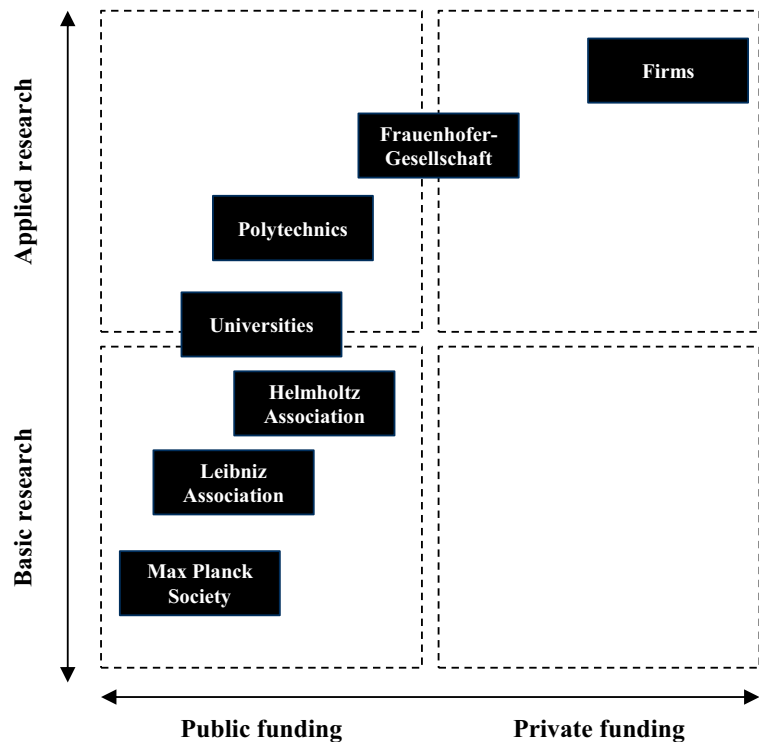 Applied research
Basic research
Firms
Frauenhofer-
Gesellschaft
Polytechnics
Universities
Helmholtz
Association
Leibniz
Association
Max Planck
Society
Public funding
Private funding